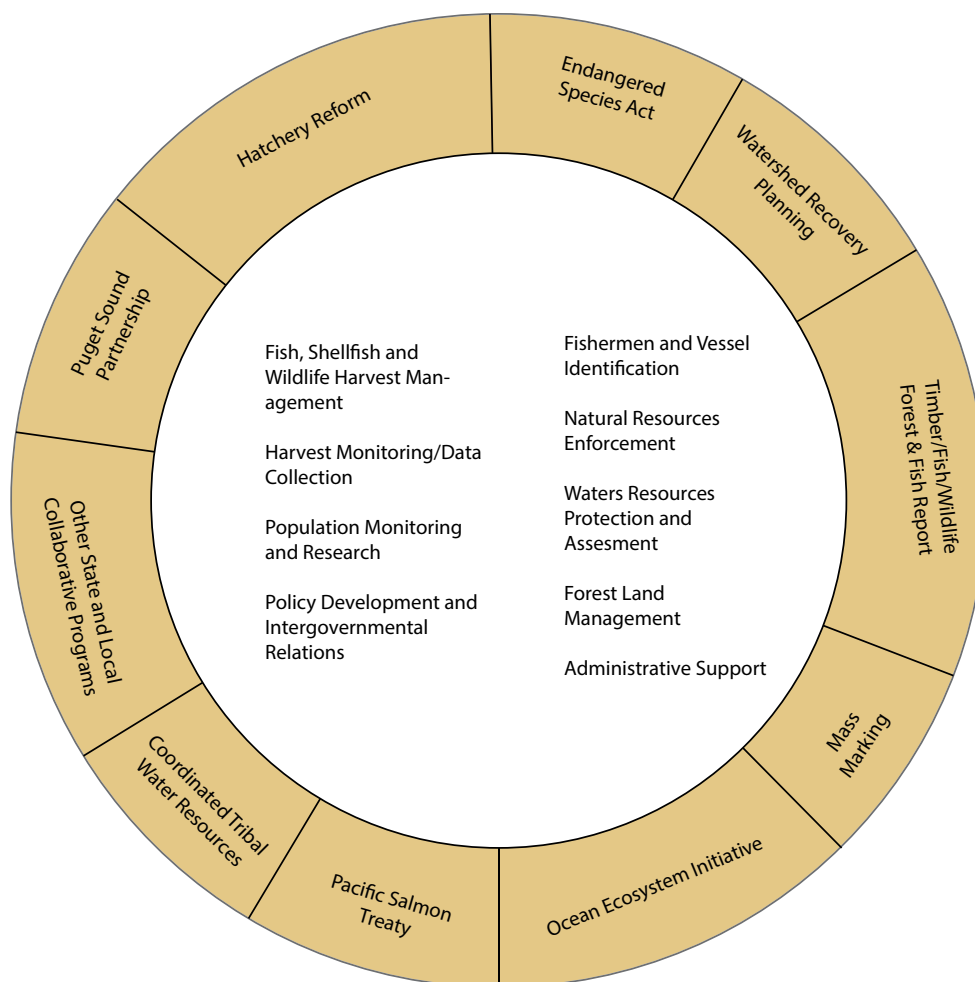 Endangered
Species Act
Watershed Recovery
Planning
Timber/Fish/Wildlife
Forest & Fish Report
Mass
Marking
Ocean Ecosystem Initiative
Pacific Salmon
Treaty
Coordinated Tribal
Water Resources
Other State and Local
Collaborative Programs
Puget Sound
Partnership
Hatchery Reform
Fish, Shellfish and
Wildlife Harvest Man-
agement
Harvest Monitoring/Data
Collection
Population Monitoring
and Research
Policy Development and
Intergovernmental
Relations
Fishermen and Vessel
Identification
Natural Resources
Enforcement
Waters Resources
Protection and
Assesment
Forest Land
Management
Administrative Support